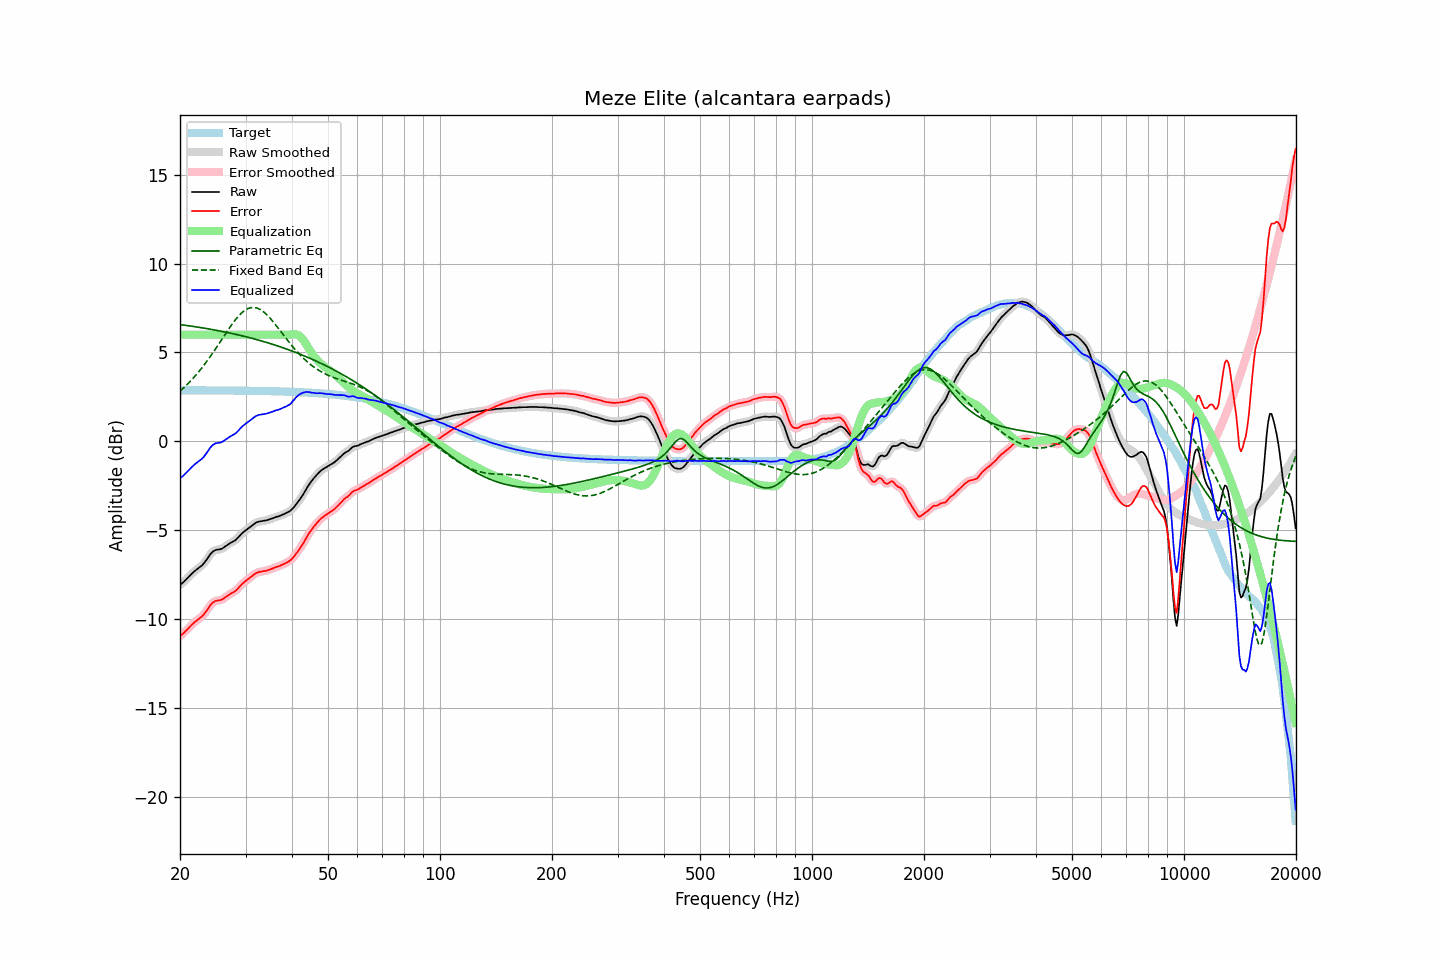 Meze Elite (alcantara earpads)
Target
Raw Smoothed
Error Smoothed
Raw
Error
Equalization
Parametric Eq
Fixed Band Eq
Equalized
15
10
5
0
−5
−10
−15
−20
Amplitude (dBr)
20
50
100
200
500
1000
2000
5000
10000
20000
Frequency (Hz)